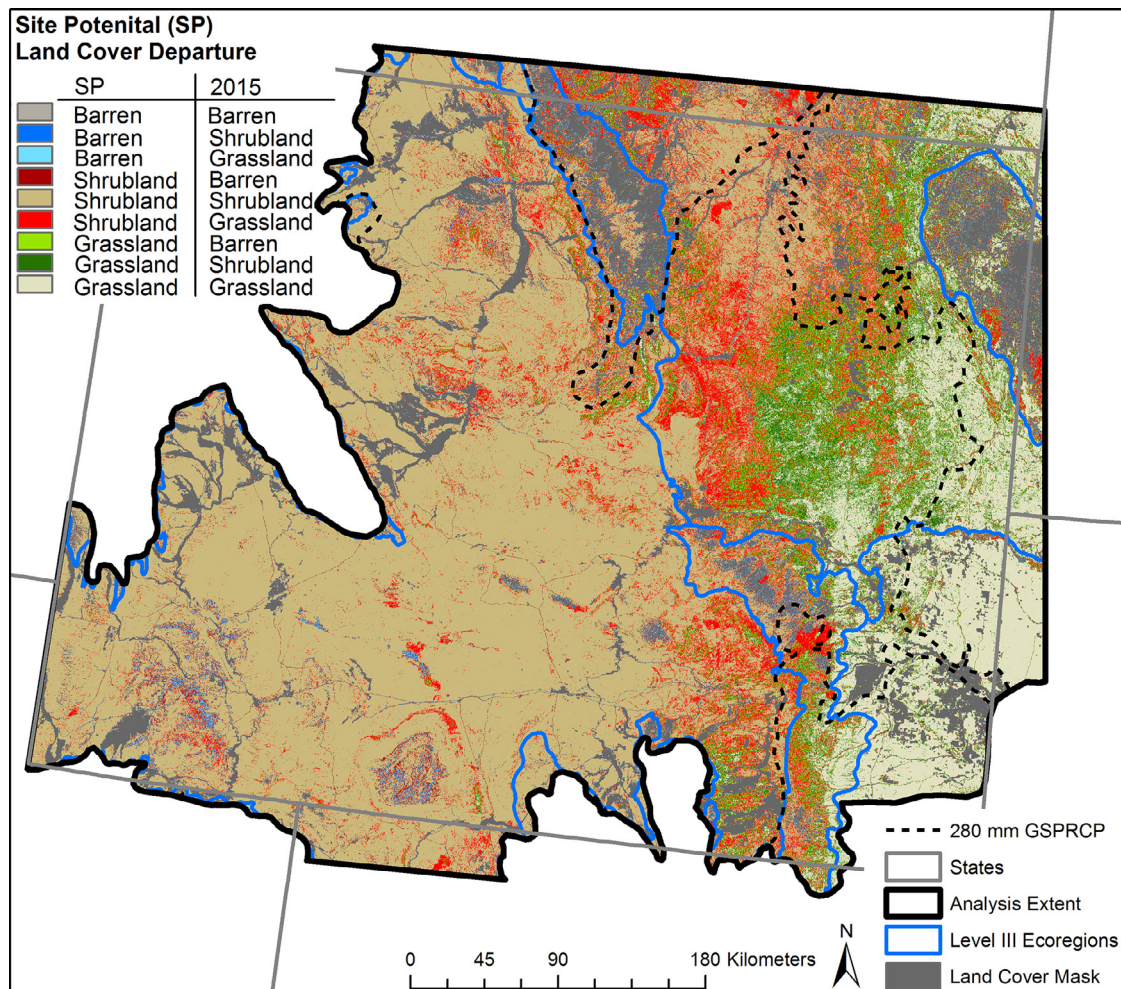 Site Potenital (SP)
Land Cover Departure
SP 2015
Barren Barren
Barren Shrubland
Barren Grassland
Shrubland Barren
Shrubland Shrubland
Shrubland Grassland
Grassland Barren
Grassland Shrubland
Grassland Grassland
280 mm GSPRCP
States
Analysis Extent
Level III Ecoregions
Land Cover Mask
N
0 45 90 180 Kilometers